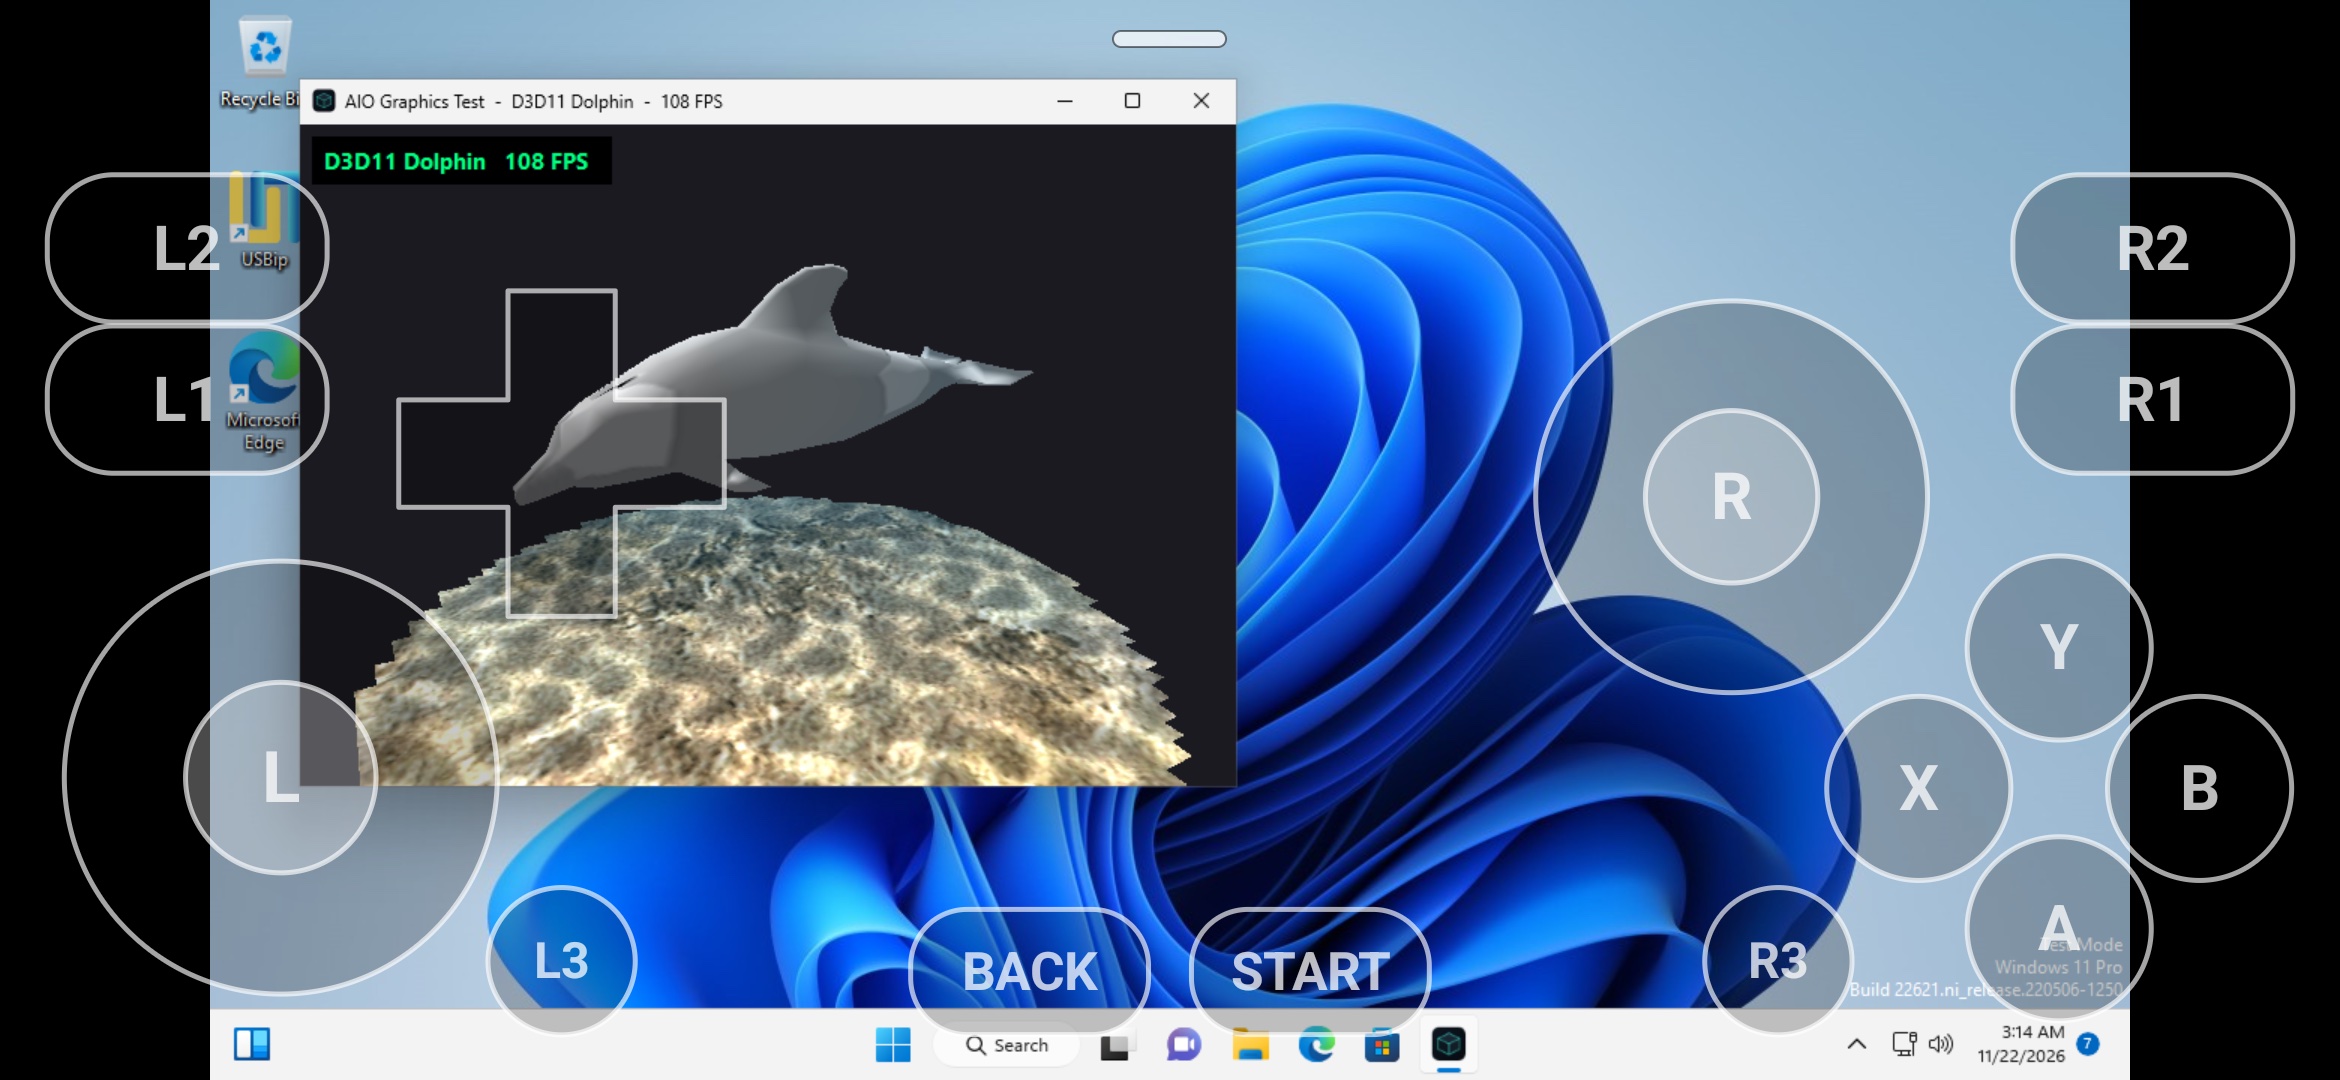 Recycle Bi
AIO Graphics Test - D3D11 Dolphin - 108 FPS
D3D11 Dolphin 108 FPS
L2
USBip
R2
L1
Microsof
Edge
R1
R
L
Y
X
B
A
L3
BACK
START
R3
Mode
Windows 11 Pro
Build 22621.ni_release.220506-1250
Search
3:14 AM
11/22/2026
7